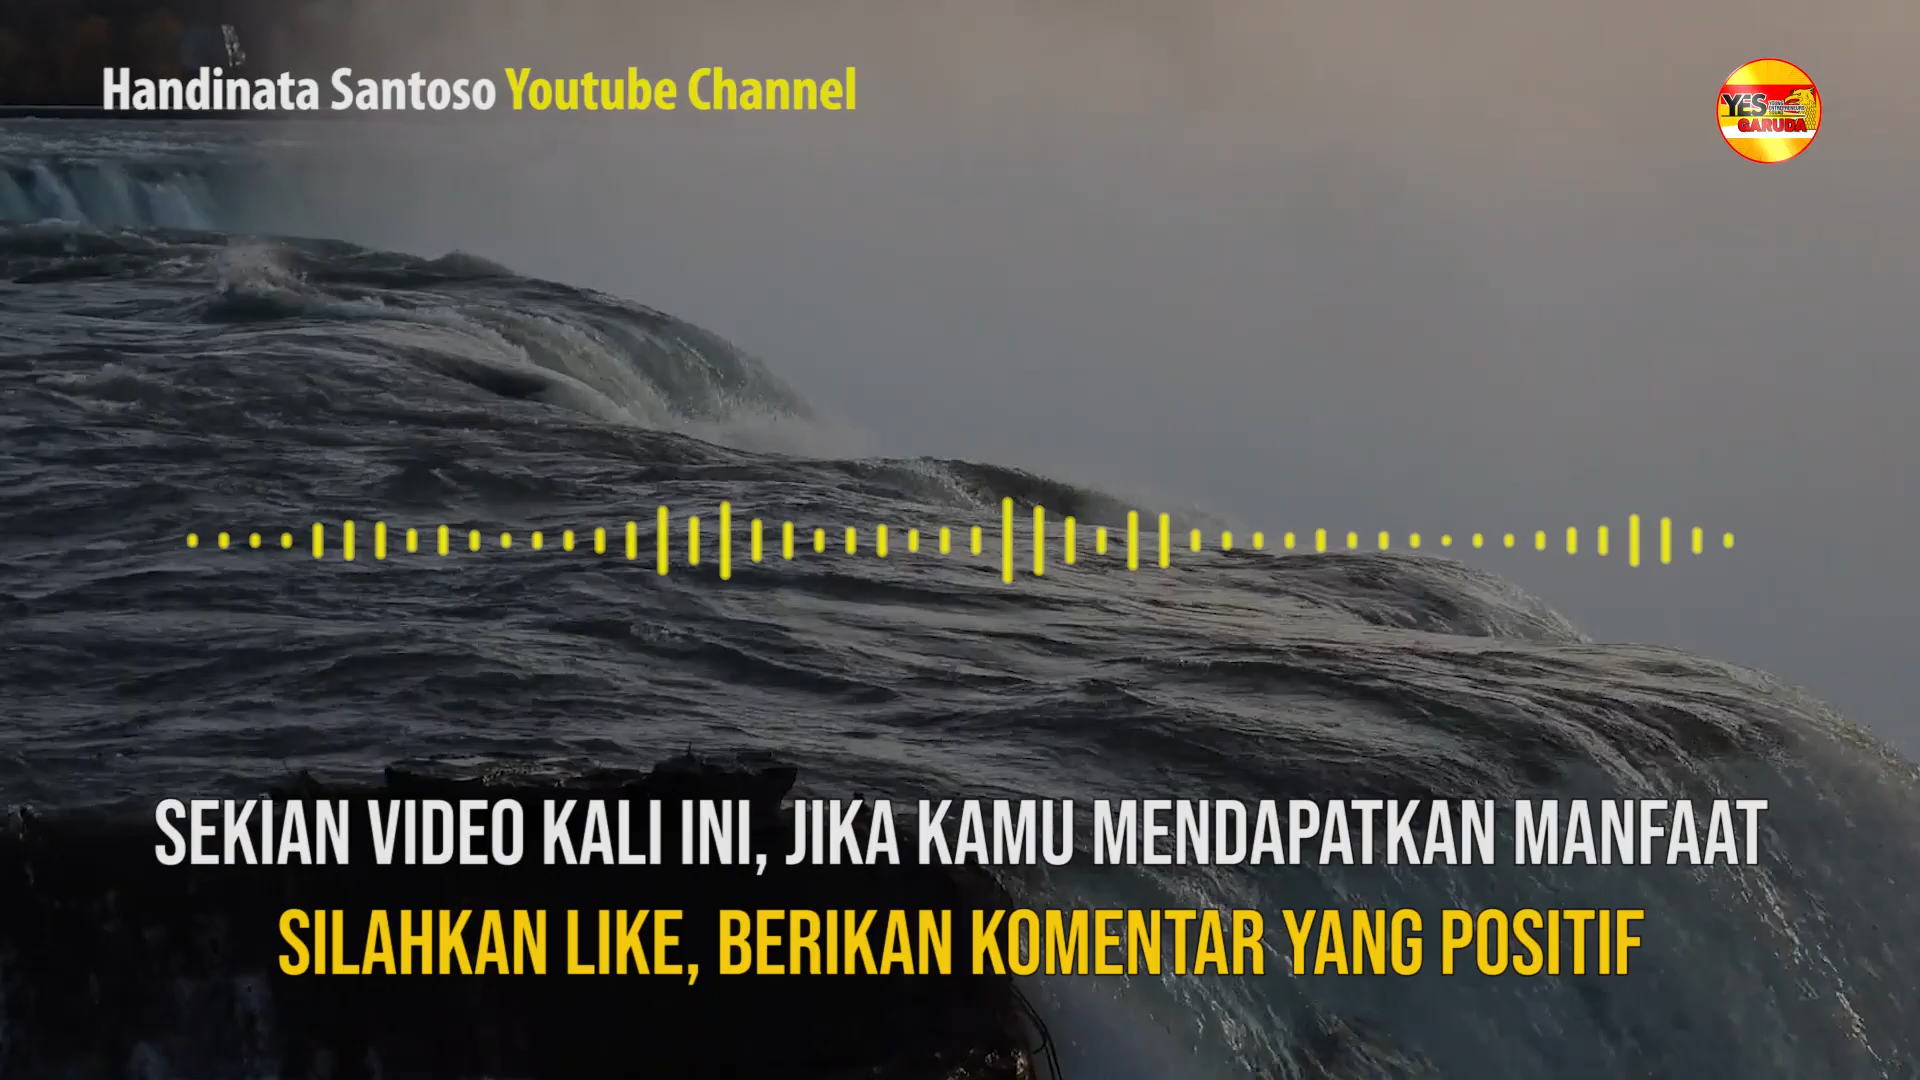 Handinata Santoso Youtube Channel
YES
GARUDA
SEKIAN VIDEO KALI INI, JIKA KAMU MENDAPATKAN MANFAAT
SILAHKAN LIKE, BERIKAN KOMENTAR YANG POSITIF